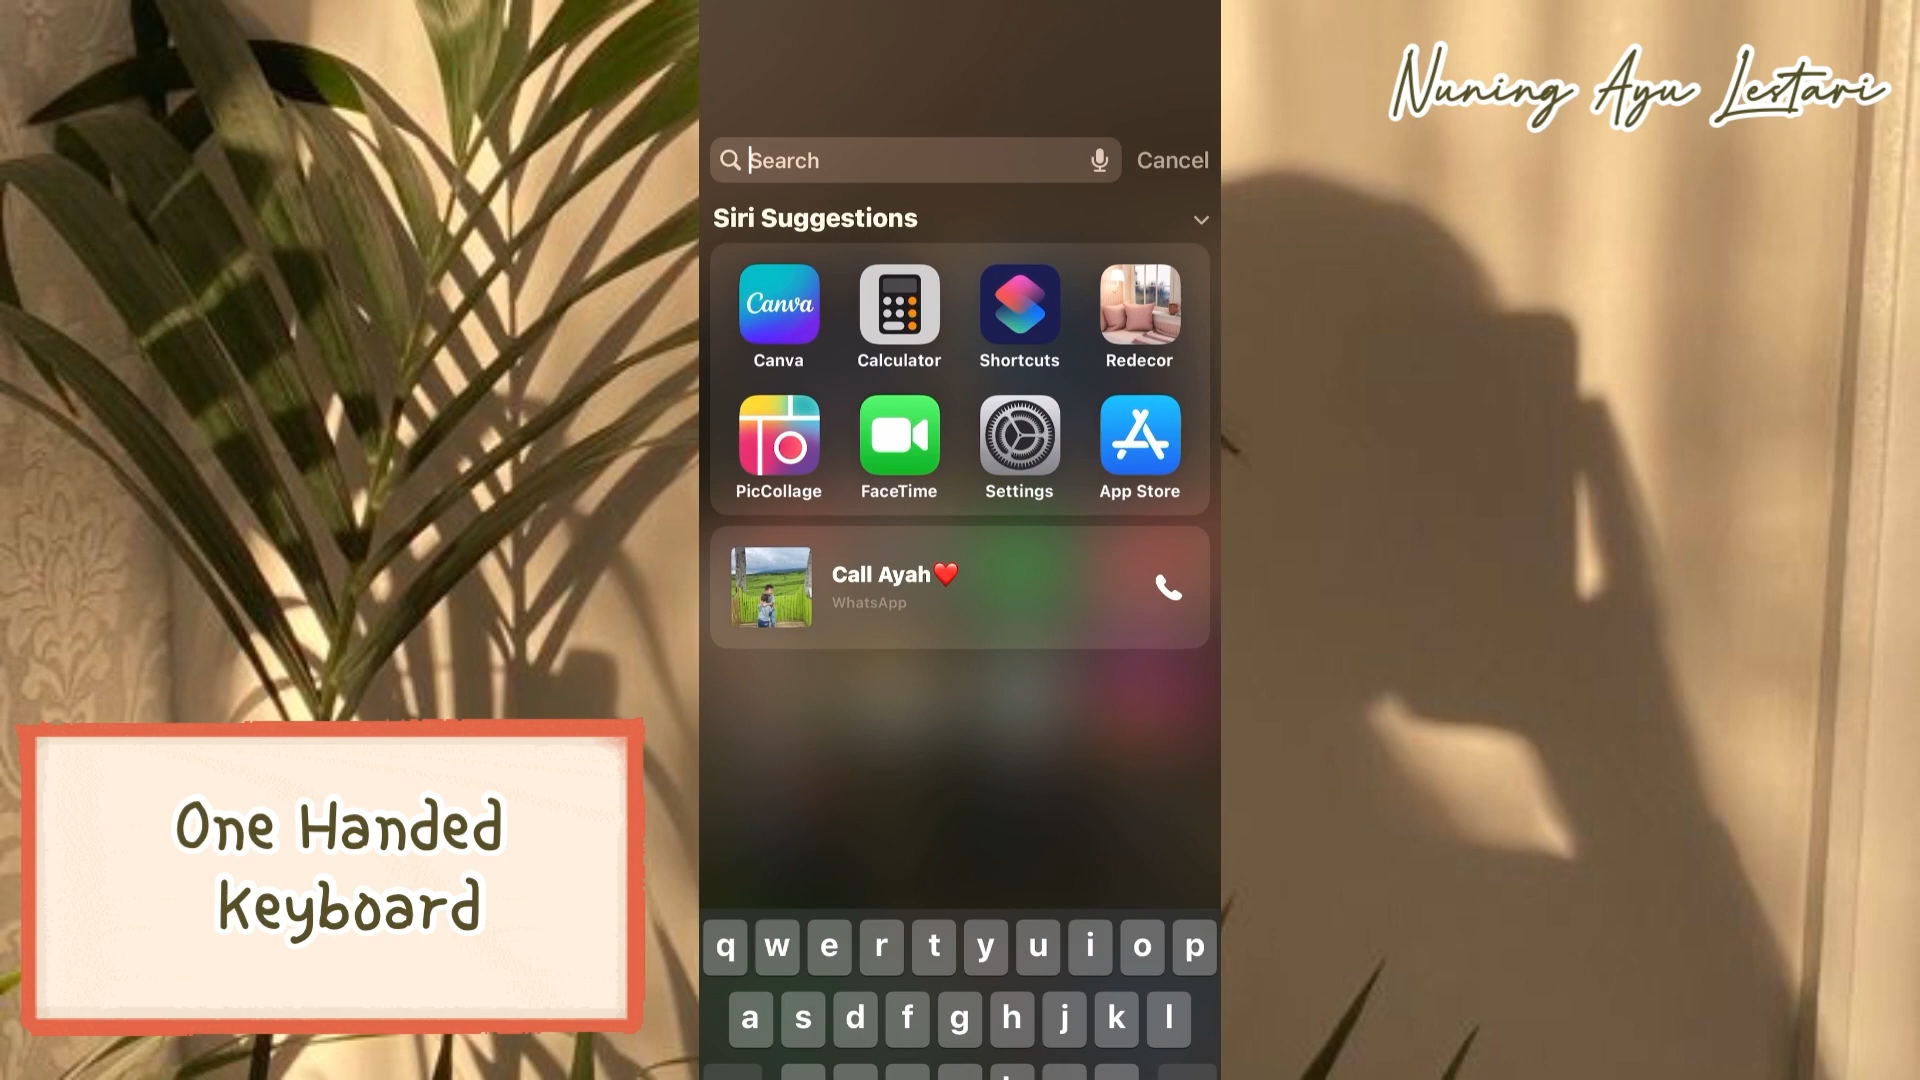 Nuning Ayu Lestari
Search
Cancel
Siri Suggestions
Canva
Canva
Calculator
Shortcuts
Redecor
PicCollage
FaceTime
Settings
App Store
Call Ayah❤️
WhatsApp
One Handed
Keyboard
q w e r t y u i o p
a s d f g h j k l